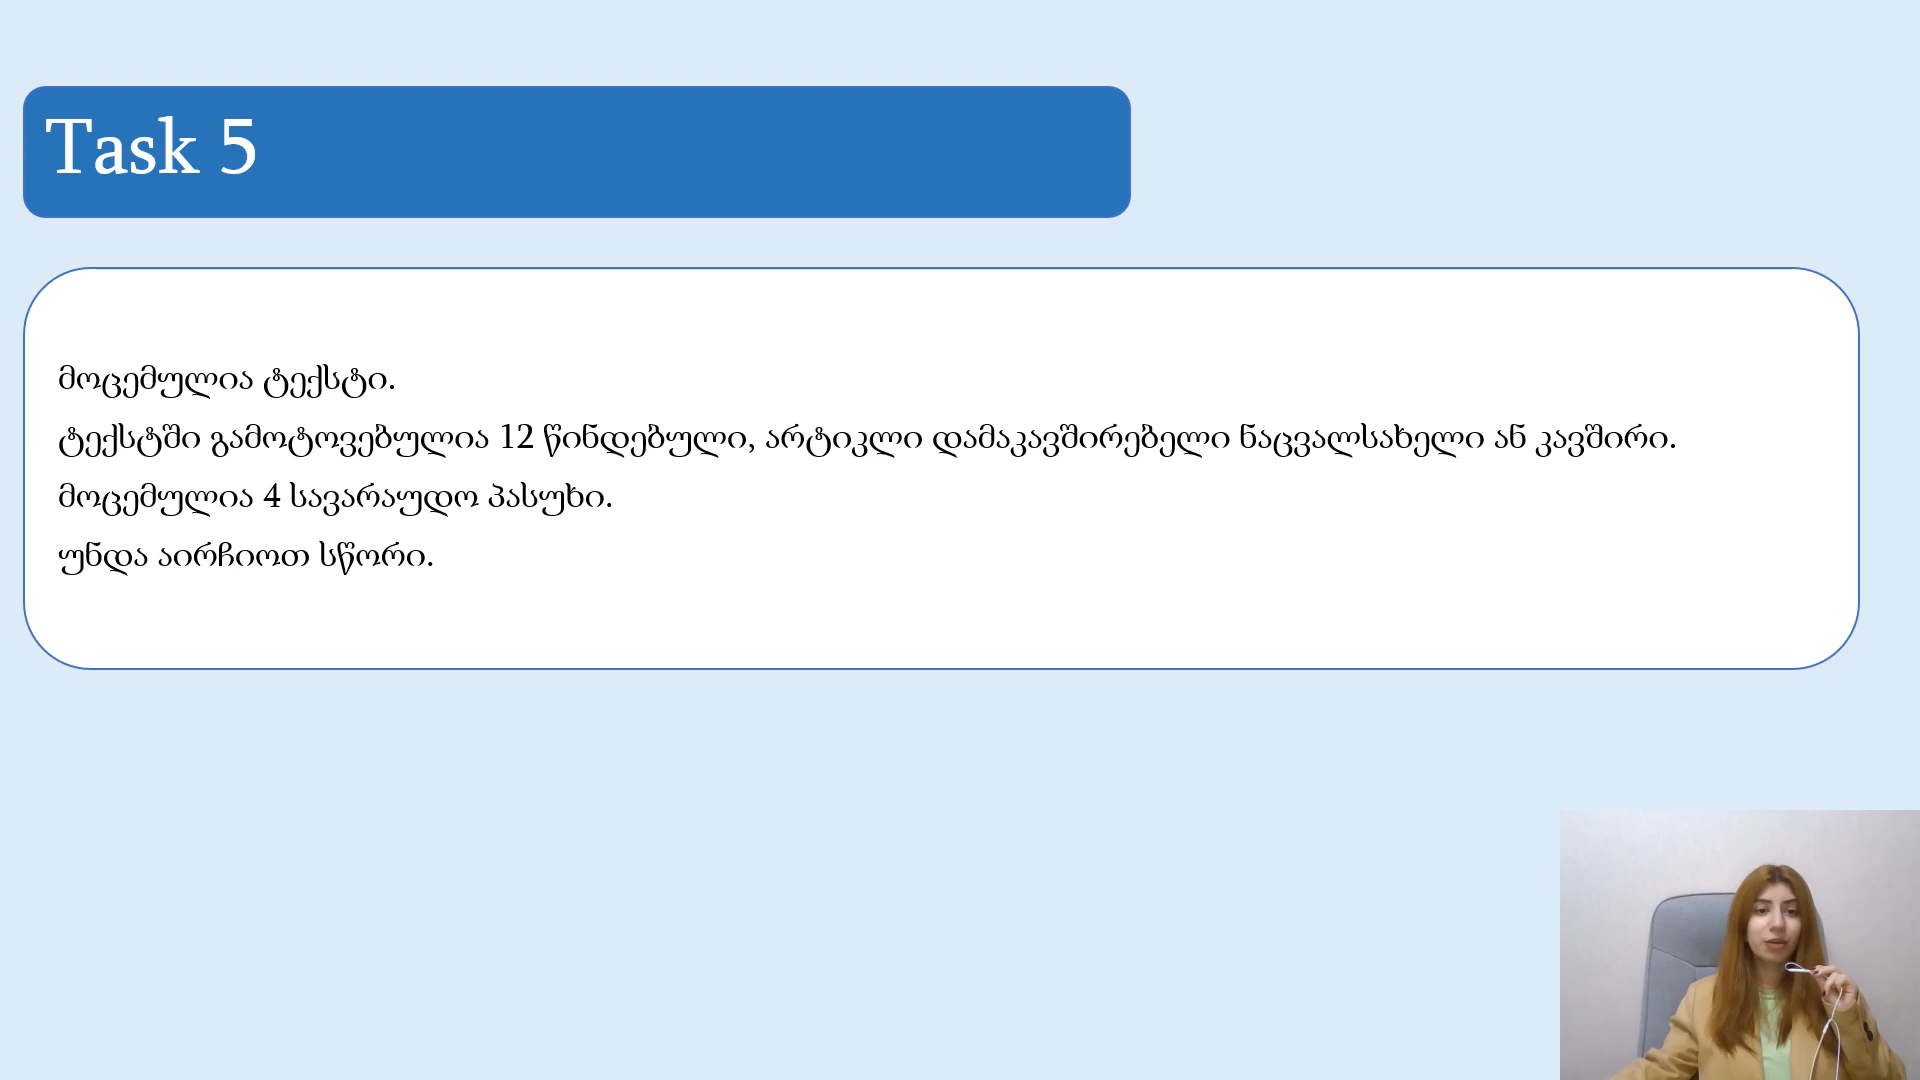 Task 5
მოცემულია ტექსტი.
ტექსტში გამოტოვებულია 12 წინდებული, არტიკლი დამაკავშირებელი ნაცვალსახელი ან კავშირი.
მოცემულია 4 სავარაუდო პასუხი.
უნდა აირჩიოთ სწორი.